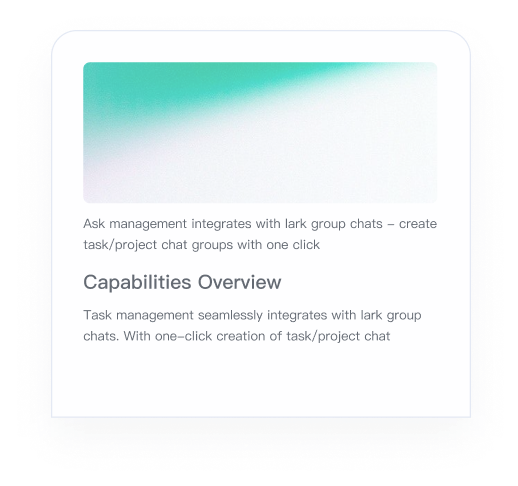 Ask management integrates with lark group chats – create
task/project chat groups with one click
Capabilities Overview
Task management seamlessly integrates with lark group
chats. With one–click creation of task/project chat